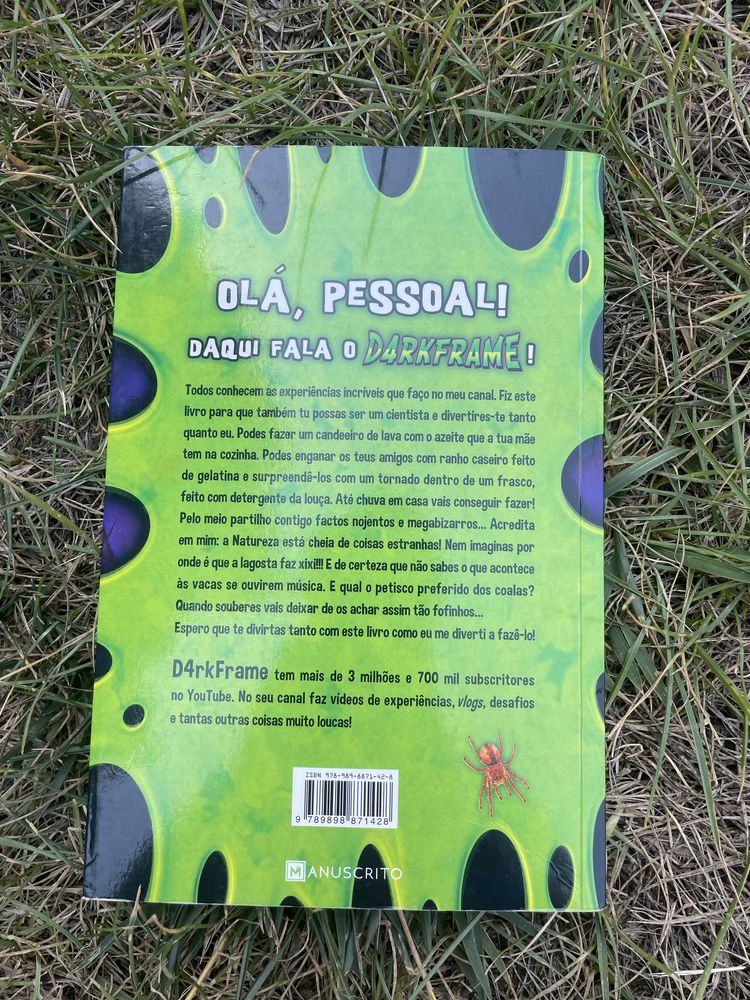 OLÁ, PESSOAL!
DAQUI FALA O D4RKFRAME!
Todos conhecem as experiências incríveis que faço no meu canal. Fiz este
livro para que também tu possas ser um cientista e divertires-te tanto
quanto eu. Podes fazer um candeeiro de lava com o azeite que a tua mãe
tem na cozinha. Podes enganar os teus amigos com ranho caseiro feito
de gelatina e surpreendê-los com um tornado dentro de um frasco,
feito com detergente da louça. Até chuva em casa vais conseguir fazer!
Pelo meio partilho contigo factos nojentos e megabizarros... Acredita
em mim: a Natureza está cheia de coisas estranhas! Nem imaginas por
onde é que a lagosta faz xixi!!! E de certeza que não sabes o que acontece
às vacas se ouvirem música. E qual o petisco preferido dos coalas?
Quando souberes vais deixar de os achar assim tão fofinhos...
Espero que te divirtas tanto com este livro como eu me diverti a fazê-lo!
D4rkFrame tem mais de 3 milhões e 700 mil subscritores
no YouTube. No seu canal faz vídeos de experiências, vlogs, desafios
e tantas outras coisas muito loucas!
ISBN 978-989-8871-42-8
9 789898 871428
MANUSCRITO